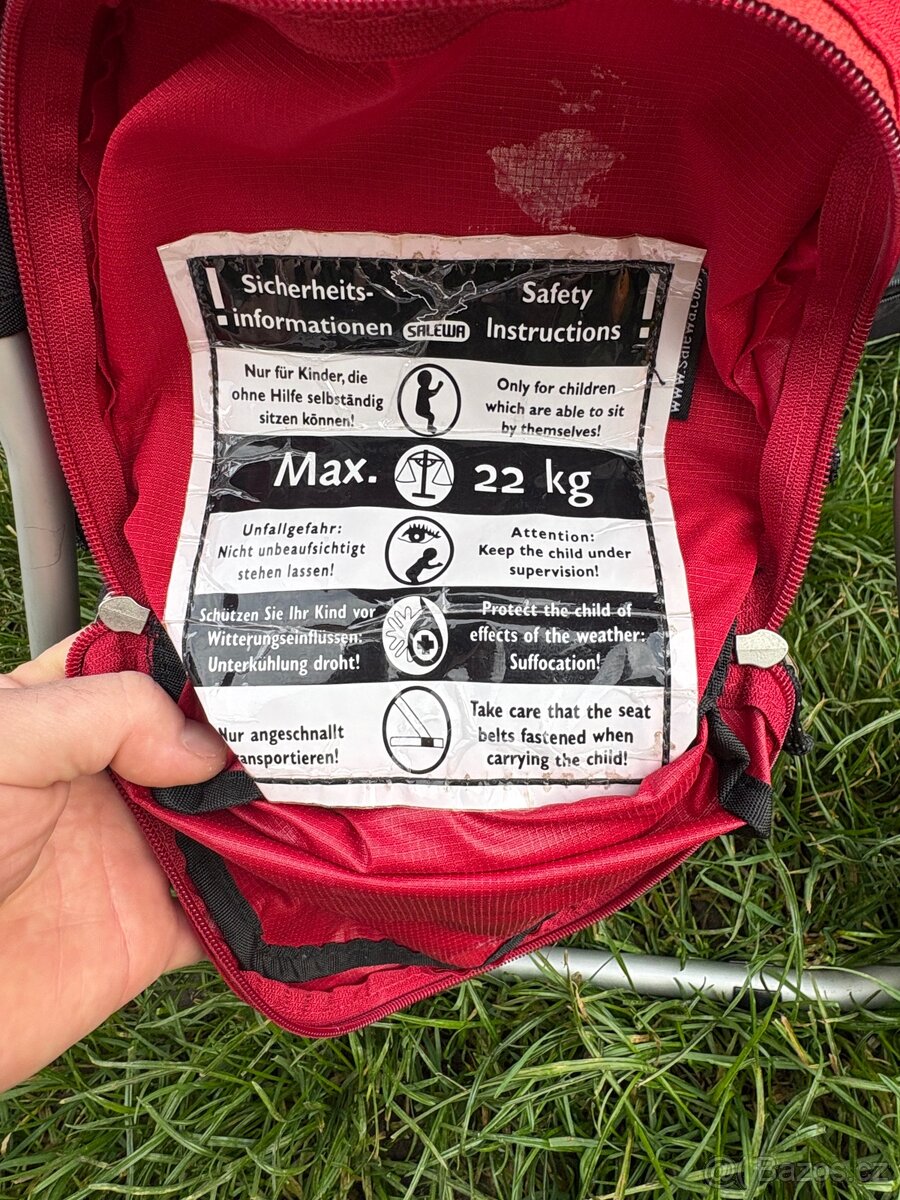 ! Sicherheits-
informationen
SALEWA
Safety
Instructions !
Nur für Kinder, die
ohne Hilfe selbständig
sitzen können!
Only for children
which are able to sit
by themselves!
Max. 22 kg
Unfallgefahr:
Nicht unbeaufsichtigt
stehen lassen!
Attention:
Keep the child under
supervision!
Schützen Sie Ihr Kind vor
Witterungseinflüssen:
Unterkühlung droht!
Protect the child of
effects of the weather:
Suffocation!
Nur angeschnallt
ransportieren!
Take care that the seat
belts fastened when
carrying the child!
www.salewa.com
Bazos.cz